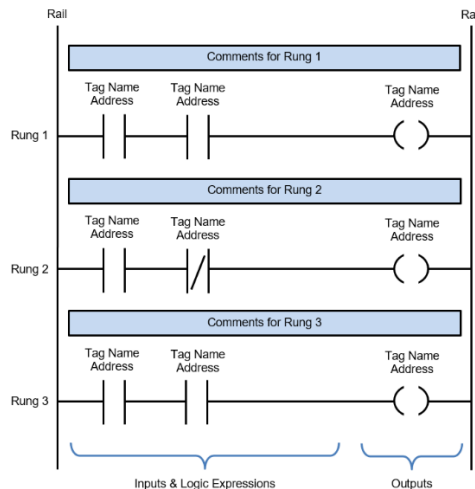 Rail
Ra
Comments for Rung 1
Tag Name
Address
Tag Name
Address
Tag Name
Address
Rung 1
Comments for Rung 2
Tag Name
Address
Tag Name
Address
Tag Name
Address
Rung 2
Comments for Rung 3
Tag Name
Address
Tag Name
Address
Tag Name
Address
Rung 3
Inputs & Logic Expressions
Outputs